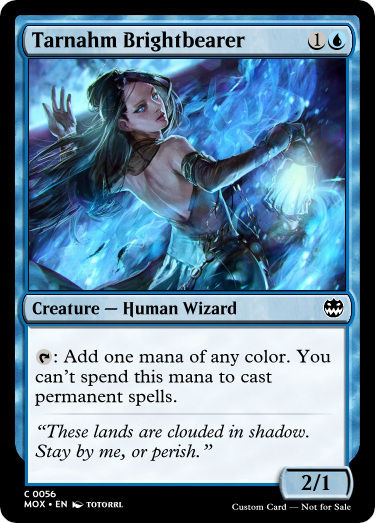 Tarnahm Brightbearer 1
Creature — Human Wizard
: Add one mana of any color. You
can't spend this mana to cast
permanent spells.
“These lands are clouded in shadow.
Stay by me, or perish.”
2/1
C 0056
MOX • EN TOTORRL
Custom Card — Not for Sale